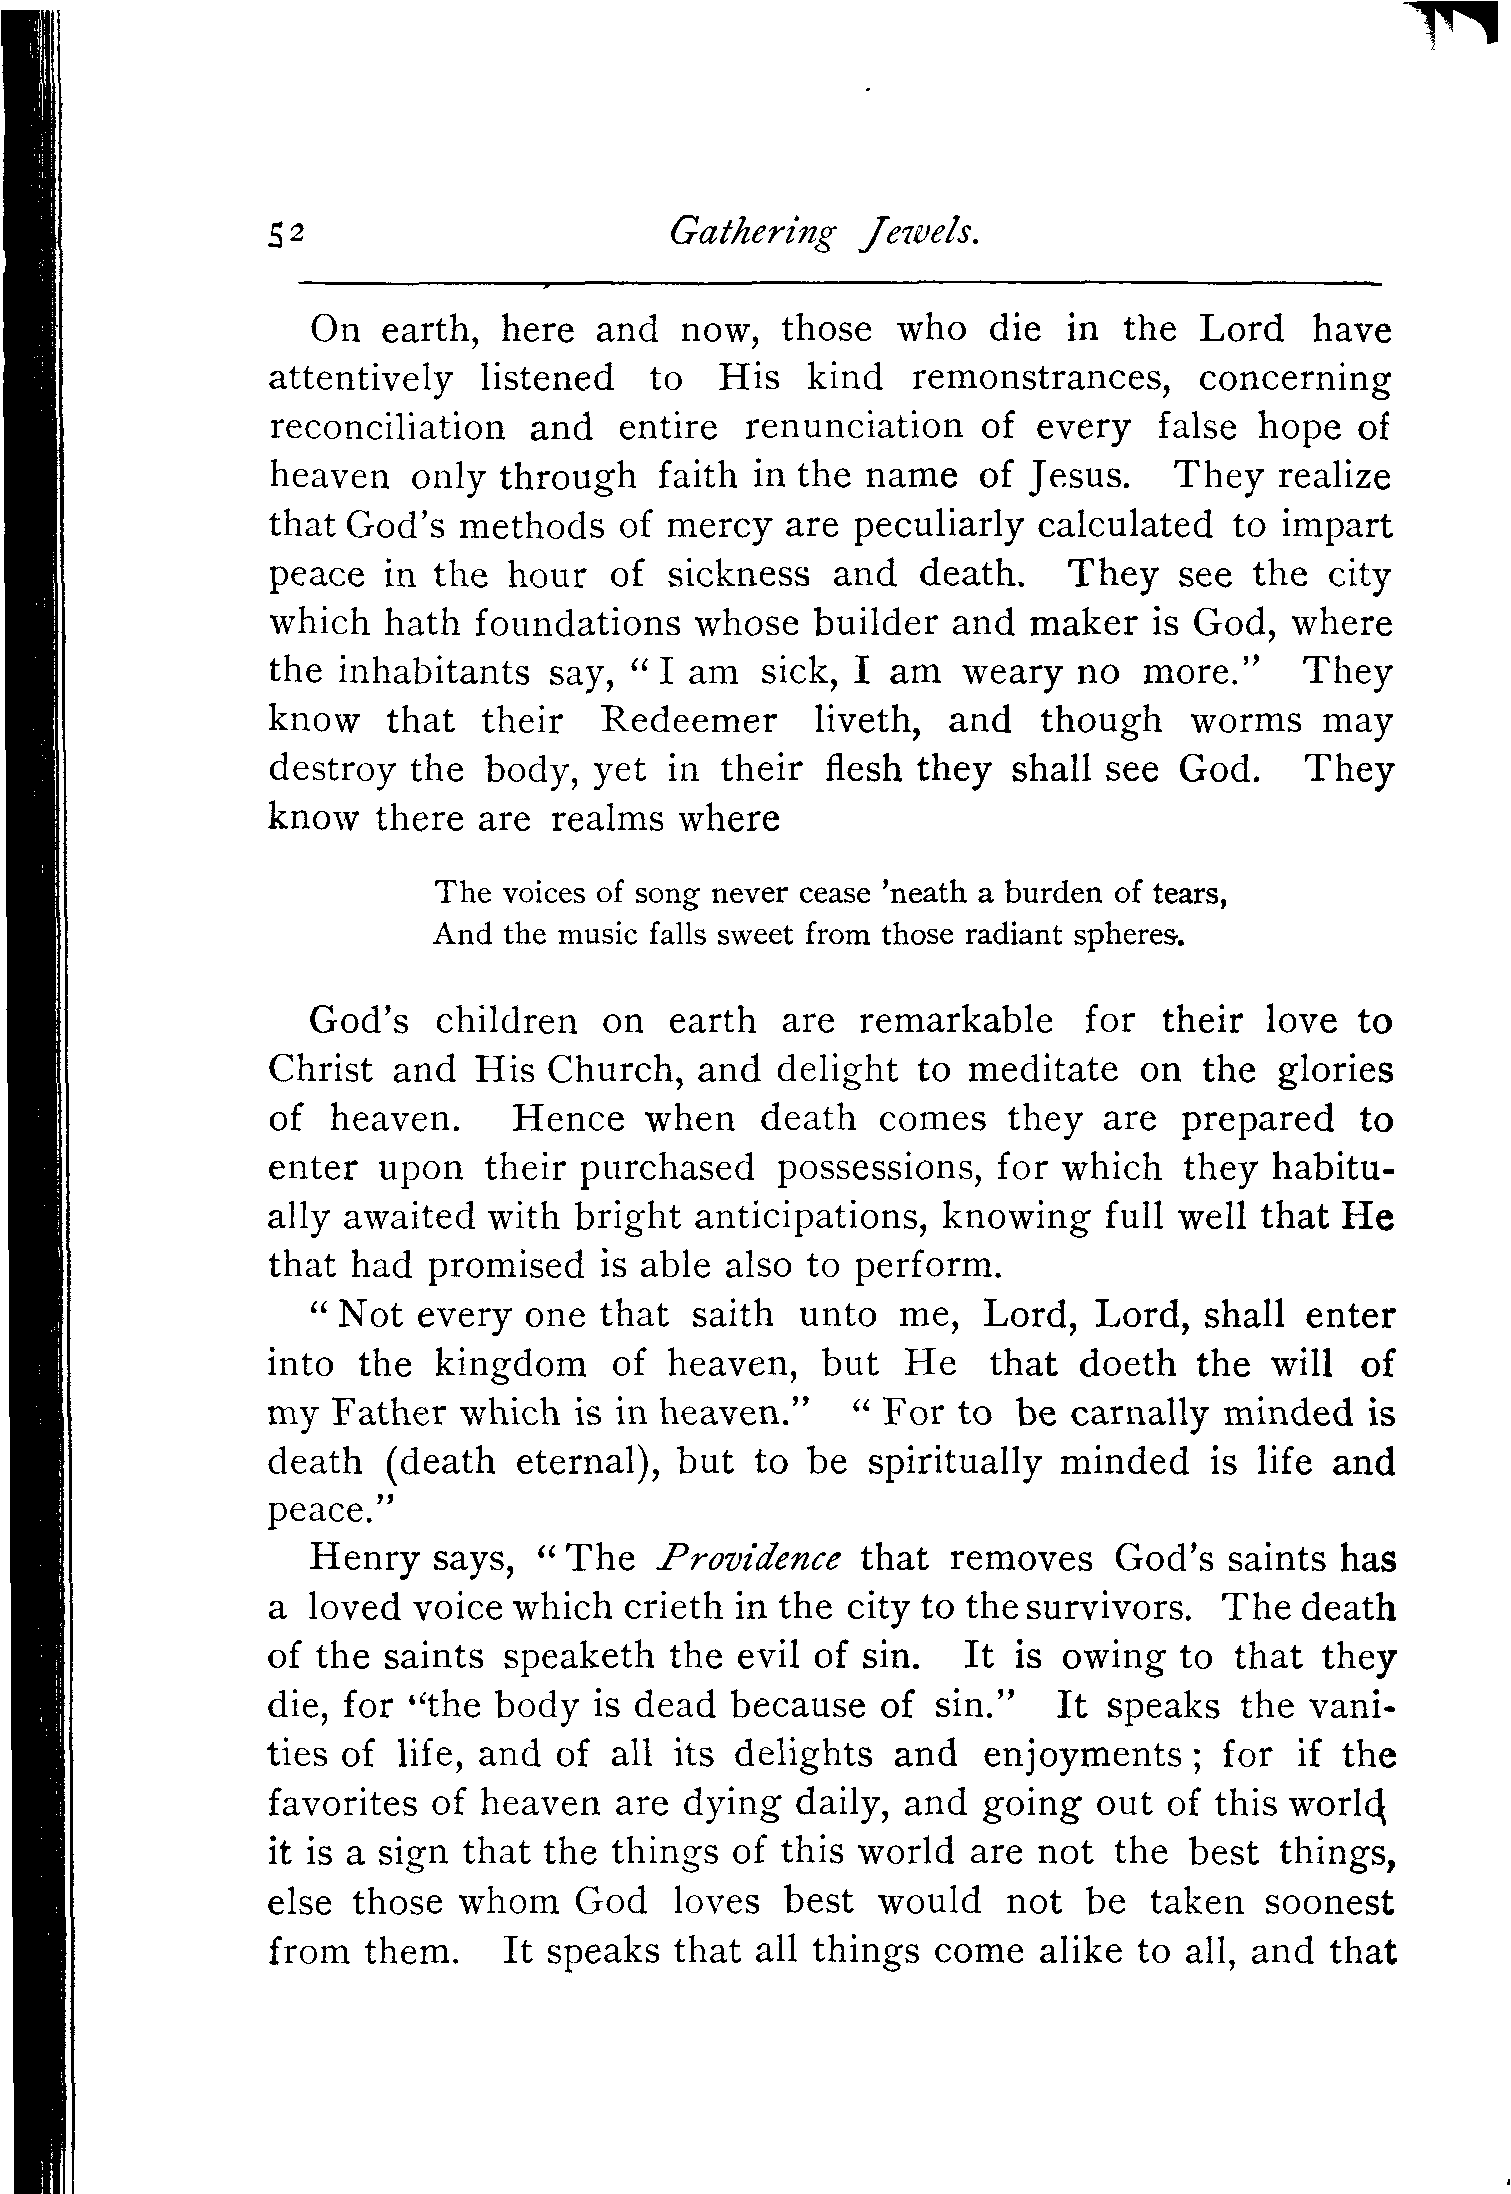 52 Gathering Jewels.
On earth, here and now, those who die in the Lord have
attentively listened to His kind remonstrances, concerning
reconciliation and entire renunciation of every false hope of
heaven only through faith in the name of Jesus. They realize
that God's methods of mercy are peculiarly calculated to impart
peace in the hour of sickness and death. They see the city
which hath foundations whose builder and maker is God, where
the inhabitants say, “ I am sick, I am weary no more.” They
know that their Redeemer liveth, and though worms may
destroy the body, yet in their flesh they shall see God. They
know there are realms where
The voices of song never cease 'neath a burden of tears,
And the music falls sweet from those radiant spheres.
God's children on earth are remarkable for their love to
Christ and His Church, and delight to meditate on the glories
of heaven. Hence when death comes they are prepared to
enter upon their purchased possessions, for which they habitu-
ally awaited with bright anticipations, knowing full well that He
that had promised is able also to perform.
“ Not every one that saith unto me, Lord, Lord, shall enter
into the kingdom of heaven, but He that doeth the will of
my Father which is in heaven.” “ For to be carnally minded is
death (death eternal), but to be spiritually minded is life and
peace.”
Henry says, “ The Providence that removes God's saints has
a loved voice which crieth in the city to the survivors. The death
of the saints speaketh the evil of sin. It is owing to that they
die, for “the body is dead because of sin.” It speaks the vani-
ties of life, and of all its delights and enjoyments ; for if the
favorites of heaven are dying daily, and going out of this world
it is a sign that the things of this world are not the best things,
else those whom God loves best would not be taken soonest
from them. It speaks that all things come alike to all, and that